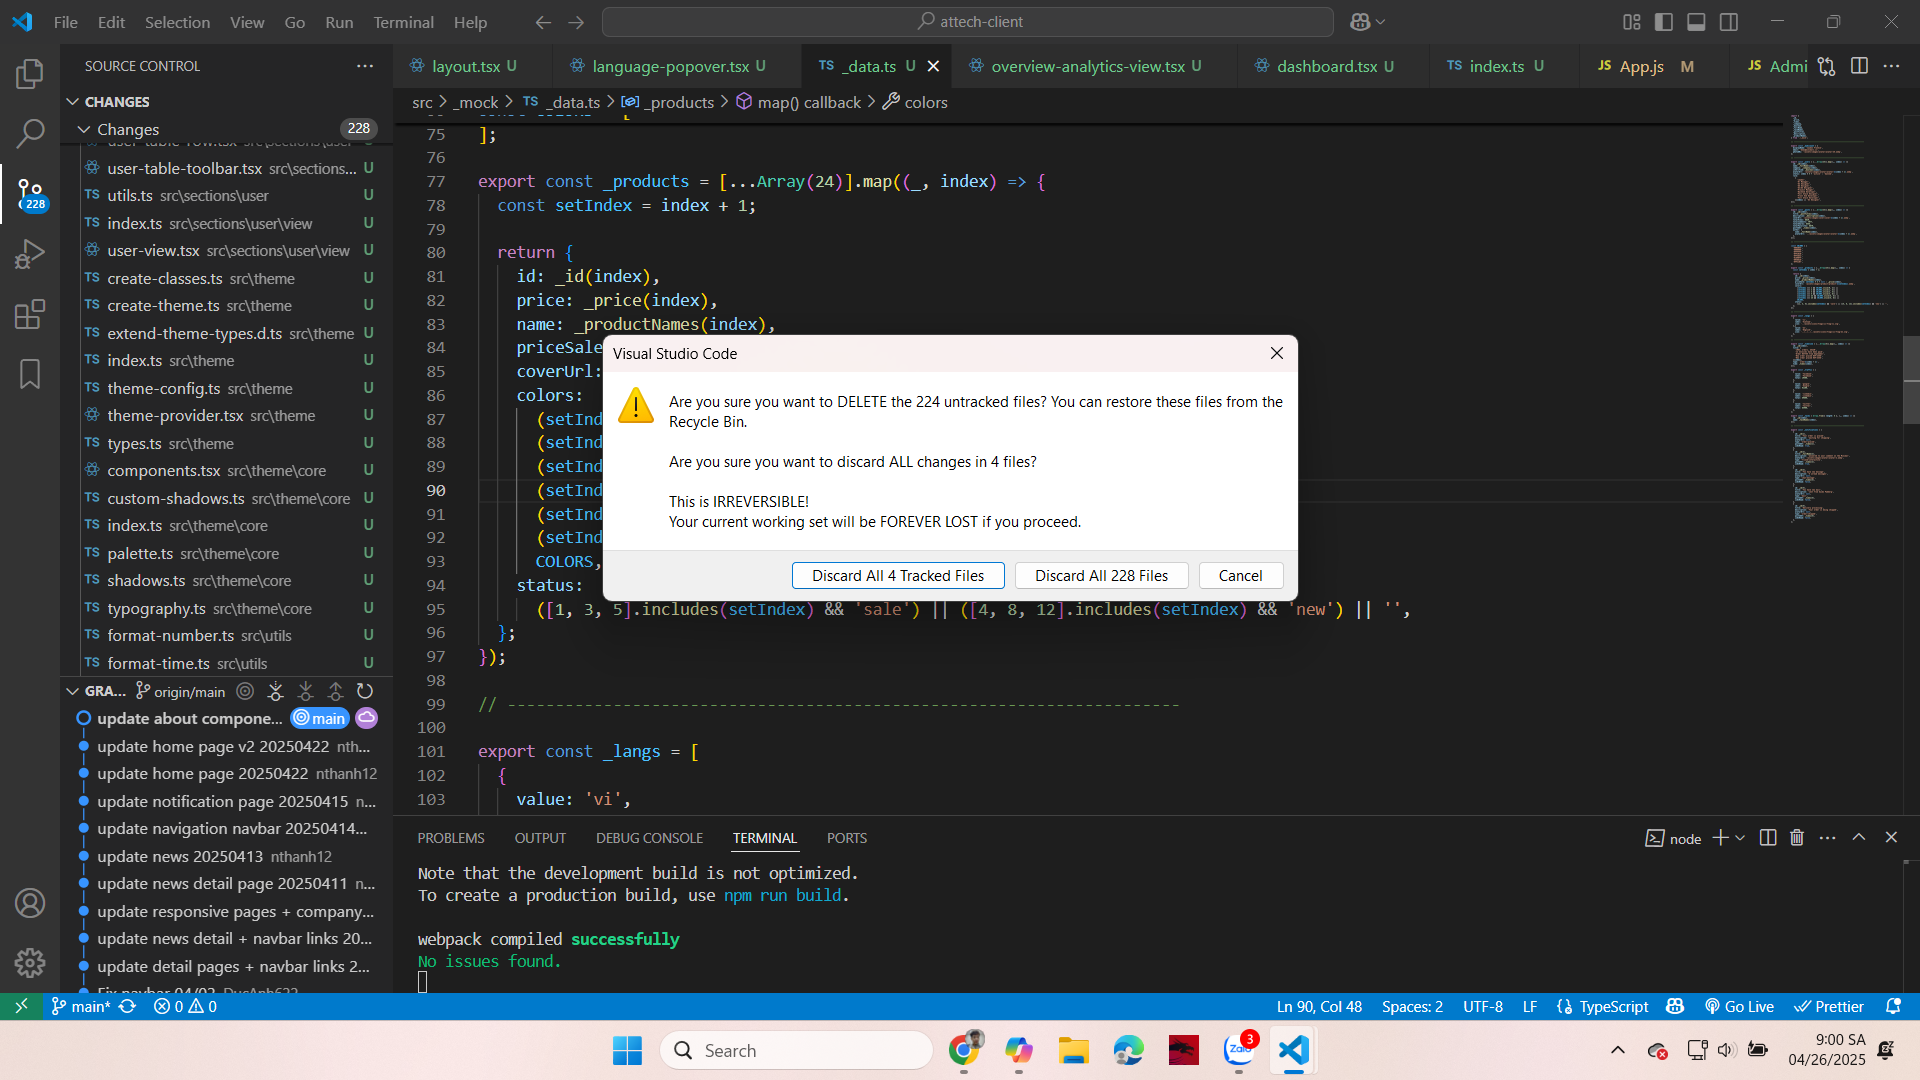 File Edit Selection View Go Run Terminal Help
attech-client
SOURCE CONTROL
layout.tsx U
language-popover.tsx U
TS _data.ts U
overview-analytics-view.tsx U
dashboard.tsx U
TS index.ts U
JS App.js M
JS Admi
CHANGES
Changes 228
src > _mock > TS _data.ts > _products > map() callback > colors
user-table-row.tsx src\sections\user U
user-table-toolbar.tsx src\sections... U
TS utils.ts src\sections\user U
TS index.ts src\sections\user\view U
user-view.tsx src\sections\user\view U
TS create-classes.ts src\theme U
TS create-theme.ts src\theme U
TS extend-theme-types.d.ts src\theme U
TS index.ts src\theme U
TS theme-config.ts src\theme U
theme-provider.tsx src\theme U
TS types.ts src\theme U
components.tsx src\theme\core U
TS custom-shadows.ts src\theme\core U
TS index.ts src\theme\core U
TS palette.ts src\theme\core U
TS shadows.ts src\theme\core U
TS typography.ts src\theme\core U
TS format-number.ts src\utils U
TS format-time.ts src\utils U
228
GRA... origin/main
update about compone... main
update home page v2 20250422 nth...
update home page 20250422 nthanh12
update notification page 20250415 n...
update navigation navbar 20250414...
update news 20250413 nthanh12
update news detail page 20250411 n...
update responsive pages + company...
update news detail + navbar links 20...
update detail pages + navbar links 2...
Fix navbar 04/02 DucAnh622
75 ];
76
77 export const _products = [...Array(24)].map((_, index) => {
78 const setIndex = index + 1;
79
80 return {
81 id: _id(index),
82 price: _price(index),
83 name: _productNames(index),
84 priceSale
85 coverUrl:
86 colors:
87 (setInd
88 (setInd
89 (setInd
90 (setInd
91 (setInd
92 (setInd
93 COLORS,
94 status:
95 ([1, 3, 5].includes(setIndex) && 'sale') || ([4, 8, 12].includes(setIndex) && 'new') || '',
96 };
97 });
98
99 // ----------------------------------------------------------------------
100
101 export const _langs = [
102 {
103 value: 'vi',
Visual Studio Code
Are you sure you want to DELETE the 224 untracked files? You can restore these files from the
Recycle Bin.
Are you sure you want to discard ALL changes in 4 files?
This is IRREVERSIBLE!
Your current working set will be FOREVER LOST if you proceed.
Discard All 4 Tracked Files
Discard All 228 Files
Cancel
PROBLEMS OUTPUT DEBUG CONSOLE TERMINAL PORTS
node
Note that the development build is not optimized.
To create a production build, use npm run build.
webpack compiled successfully
No issues found.
main* 0 0
Ln 90, Col 48 Spaces: 2 UTF-8 LF {} TypeScript Go Live Prettier
Search
Zalo
3
9:00 SA
04/26/2025